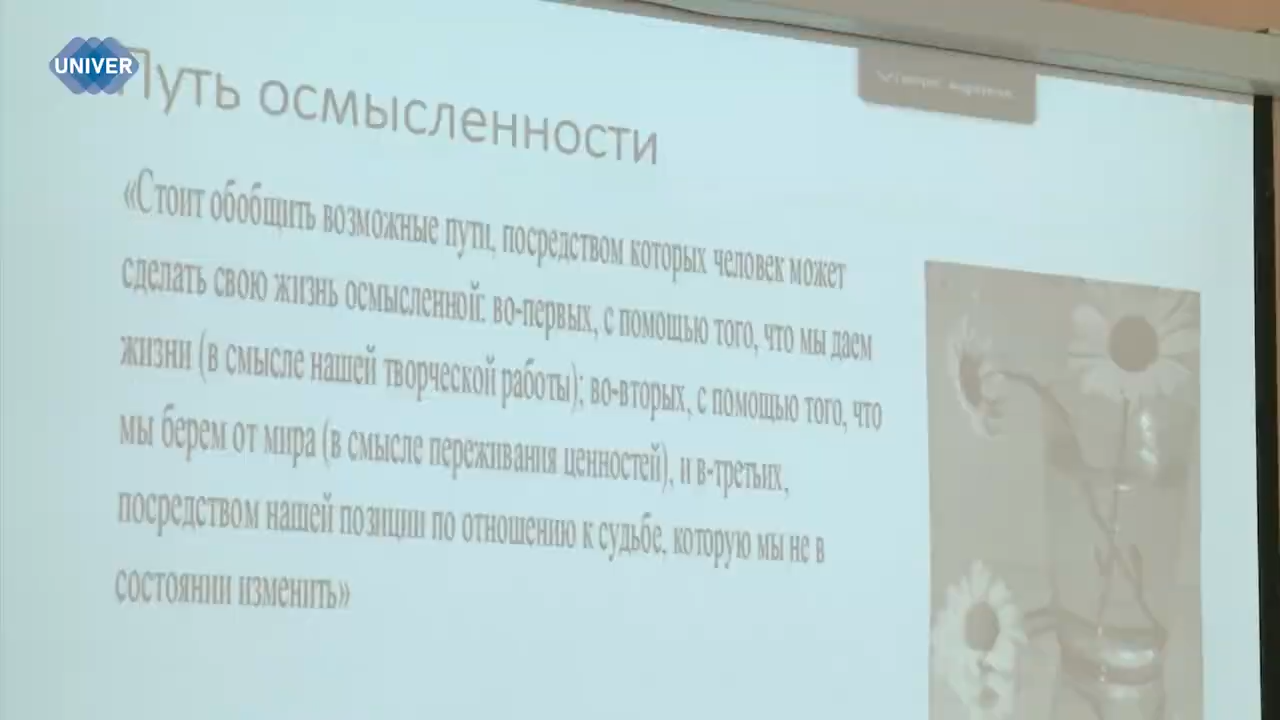 UNIVER
Путь осмысленности
«Стоит обобщить возможные пути, посредством которых человек может
сделать свою жизнь осмысленной: во-первых, с помощью того, что мы даем
жизни (в смысле нашей творческой работы); во-вторых, с помощью того, что
мы берем от мира (в смысле переживания ценностей), и в-третьих,
посредством нашей позиции по отношению к судьбе, которую мы не в
состоянии изменить»